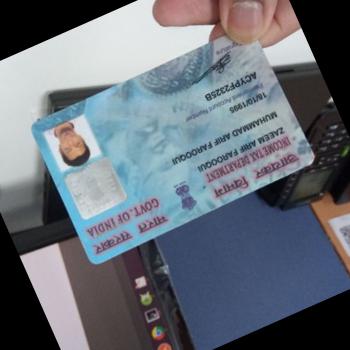 आयकर विभाग
INCOME TAX DEPARTMENT
भारत सरकार
GOVT. OF INDIA
ZAEEM ARIF FAROOQUI
MUHAMMAD ARIF FAROOQUI
16/10/1995
Permanent Account Number
ACYPF2325B